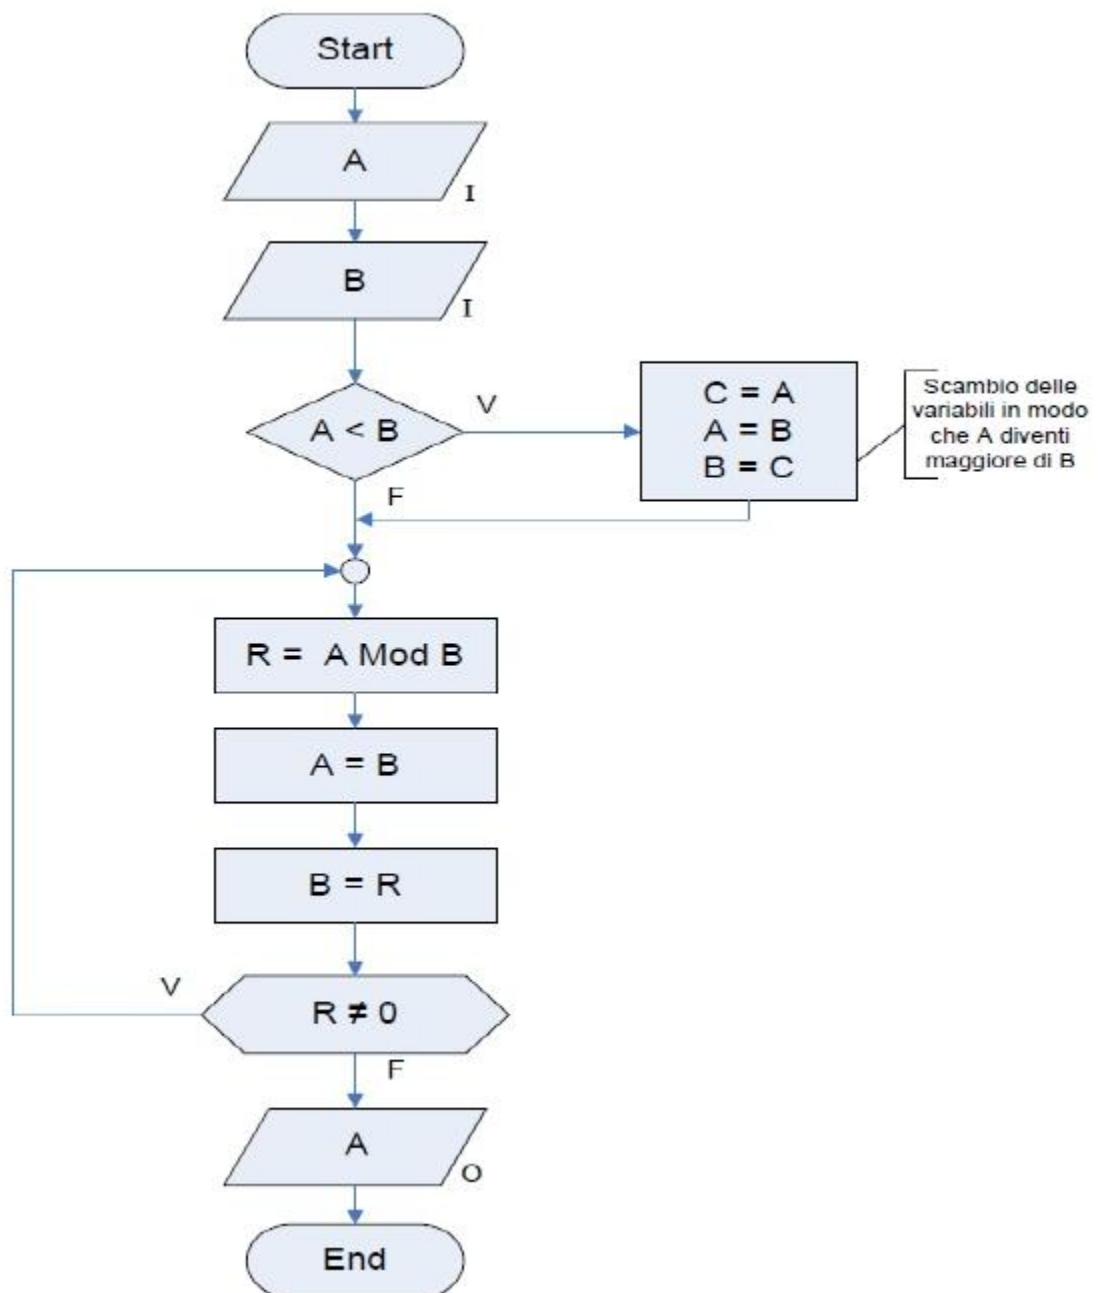 Start
A
I
B
I
A < B
V
F
C = A
A = B
B = C
Scambio delle
variabili in modo
che A diventi
maggiore di B
R = A Mod B
A = B
B = R
V
R ≠ 0
F
A
O
End